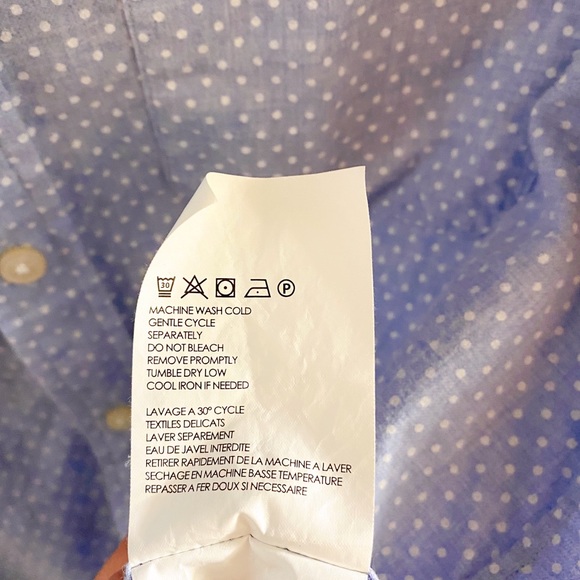 30 P
MACHINE WASH COLD
GENTLE CYCLE
SEPARATELY
DO NOT BLEACH
REMOVE PROMPTLY
TUMBLE DRY LOW
COOL IRON IF NEEDED
LAVAGE A 30° CYCLE
TEXTILES DELICATS
LAVER SEPAREMENT
EAU DE JAVEL INTERDITE
RETIRER RAPIDEMENT DE LA MACHINE A LAVER
SECHAGE EN MACHINE BASSE TEMPERATURE
REPASSER A FER DOUX SI NECESSAIRE